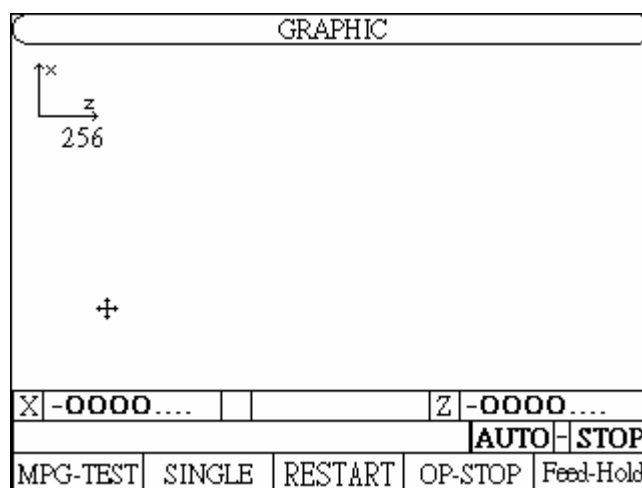 GRAPHIC
x
z
256
X -0000.... Z -0000....
AUTO - STOP
MPG-TEST SINGLE RESTART OP-STOP Feed-Hold